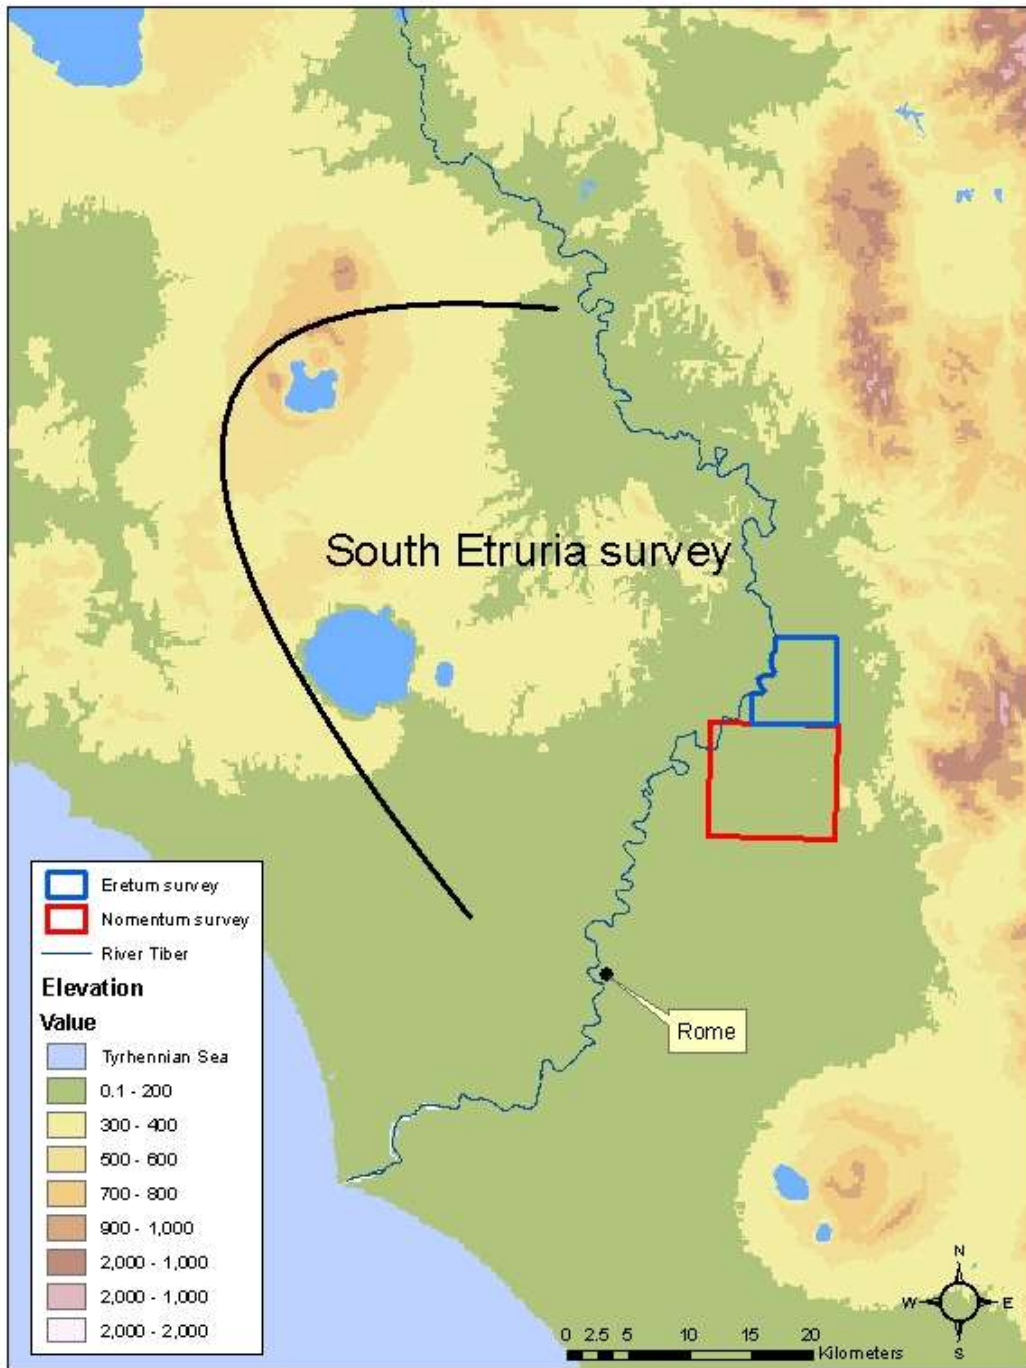 South Etruria survey
Eretum survey
Nomentum survey
River Tiber
Elevation
Value
Tyrhennian Sea
0.1 - 200
300 - 400
500 - 600
700 - 800
900 - 1,000
2,000 - 1,000
2,000 - 1,000
2,000 - 2,000
Rome
N
W E
S
0 2.5 5 10 15 20
Kilometers